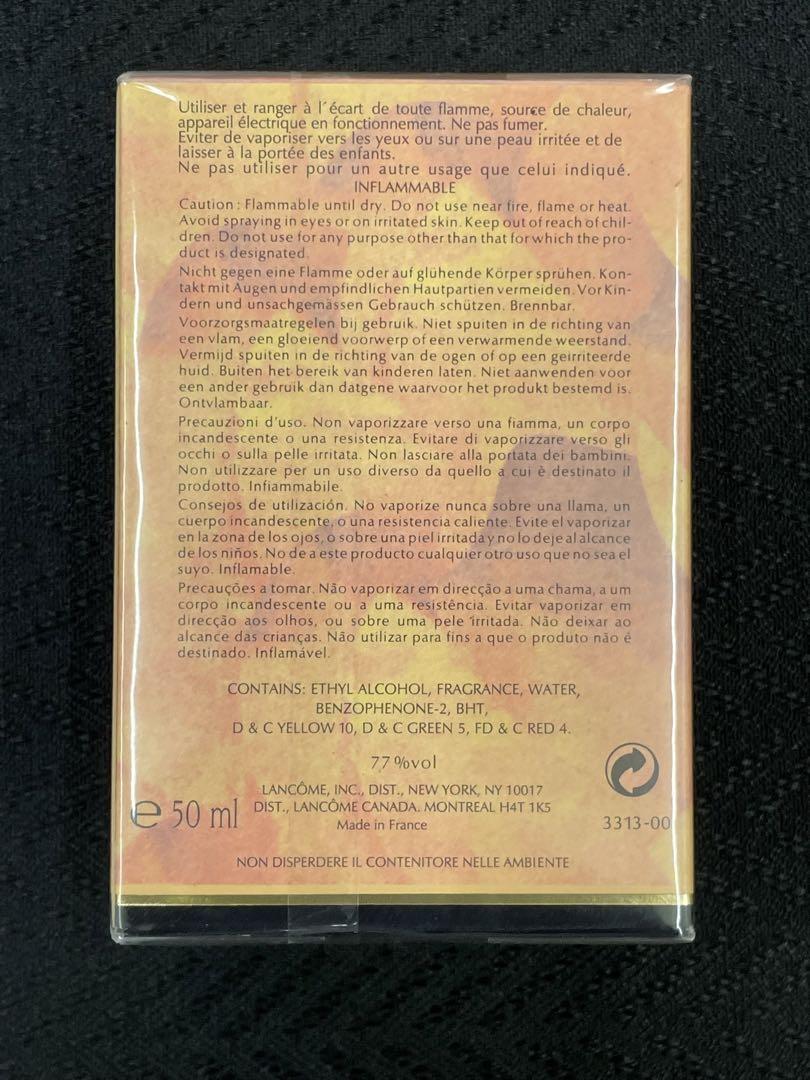 Utiliser et ranger à l´écart de toute flamme, source de chaleur,
appareil électrique en fonctionnement. Ne pas fumer.
Eviter de vaporiser vers les yeux ou sur une peau irritée et de
laisser à la portée des enfants.
Ne pas utiliser pour un autre usage que celui indiqué.
INFLAMMABLE
Caution : Flammable until dry. Do not use near fire, flame or heat.
Avoid spraying in eyes or on irritated skin. Keep out of reach of chil-
dren. Do not use for any purpose other than that for which the pro-
duct is designated.
Nicht gegen eine Flamme oder auf glühende Körper sprühen. Kon-
takt mit Augen und empfindlichen Hautpartien vermeiden. Vor Kin-
dern und unsachgemässen Gebrauch schützen. Brennbar.
Voorzorgsmaatregelen bij gebruik. Niet spuiten in de richting van
een vlam, een gloeiend voorwerp of een verwarmende weerstand.
Vermijd spuiten in de richting van de ogen of op een geirriteerde
huid. Buiten het bereik van kinderen laten. Niet aanwenden voor
een ander gebruik dan datgene waarvoor het produkt bestemd is.
Ontvlambaar.
Precauzioni d'uso. Non vaporizzare verso una fiamma, un corpo
incandescente o una resistenza. Evitare di vaporizzare verso gli
occhi o sulla pelle irritata. Non lasciare alla portata dei bambini.
Non utilizzare per un uso diverso da quello a cui è destinato il
prodotto. Infiammabile.
Consejos de utilización. No vaporize nunca sobre una llama, un
cuerpo incandescente, o una resistencia caliente. Evite el vaporizar
en la zona de los ojos, o sobre una piel irritada y no lo deje al alcance
de los niños. No de a este producto cualquier otro uso que no sea el
suyo. Inflamable.
Precauções a tomar. Não vaporizar em direcção a uma chama, a um
corpo incandescente ou a uma resistência. Evitar vaporizar em
direcção aos olhos, ou sobre uma pele irritada. Não deixar ao
alcance das crianças. Não utilizar para fins a que o produto não é
destinado. Inflamável.
CONTAINS: ETHYL ALCOHOL, FRAGRANCE, WATER,
BENZOPHENONE-2, BHT,
D & C YELLOW 10, D & C GREEN 5, FD & C RED 4.
77 %vol
LANCÔME, INC., DIST., NEW YORK, NY 10017
DIST., LANCÔME CANADA. MONTREAL H4T 1K5
Made in France
℮ 50 ml
3313-00
NON DISPERDERE IL CONTENITORE NELLE AMBIENTE